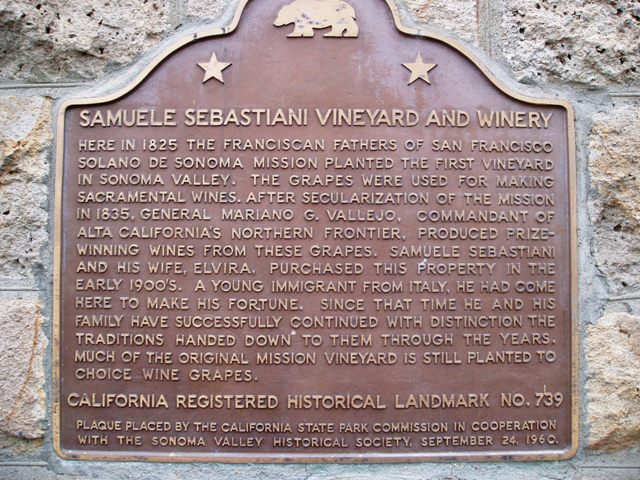 SAMUELE SEBASTIANI VINEYARD AND WINERY
HERE IN 1825 THE FRANCISCAN FATHERS OF SAN FRANCISCO
SOLANO DE SONOMA MISSION PLANTED THE FIRST VINEYARD
IN SONOMA VALLEY. THE GRAPES WERE USED FOR MAKING
SACRAMENTAL WINES. AFTER SECULARIZATION OF THE MISSION
IN 1835, GENERAL MARIANO G. VALLEJO, COMMANDANT OF
ALTA CALIFORNIA'S NORTHERN FRONTIER, PRODUCED PRIZE-
WINNING WINES FROM THESE GRAPES. SAMUELE SEBASTIANI
AND HIS WIFE, ELVIRA, PURCHASED THIS PROPERTY IN THE
EARLY 1900'S. A YOUNG IMMIGRANT FROM ITALY, HE HAD COME
HERE TO MAKE HIS FORTUNE. SINCE THAT TIME HE AND HIS
FAMILY HAVE SUCCESSFULLY CONTINUED WITH DISTINCTION THE
TRADITIONS HANDED DOWN TO THEM THROUGH THE YEARS.
MUCH OF THE ORIGINAL MISSION VINEYARD IS STILL PLANTED TO
CHOICE WINE GRAPES.
CALIFORNIA REGISTERED HISTORICAL LANDMARK NO. 739
PLAQUE PLACED BY THE CALIFORNIA STATE PARK COMMISSION IN COOPERATION
WITH THE SONOMA VALLEY HISTORICAL SOCIETY, SEPTEMBER 24, 1960.